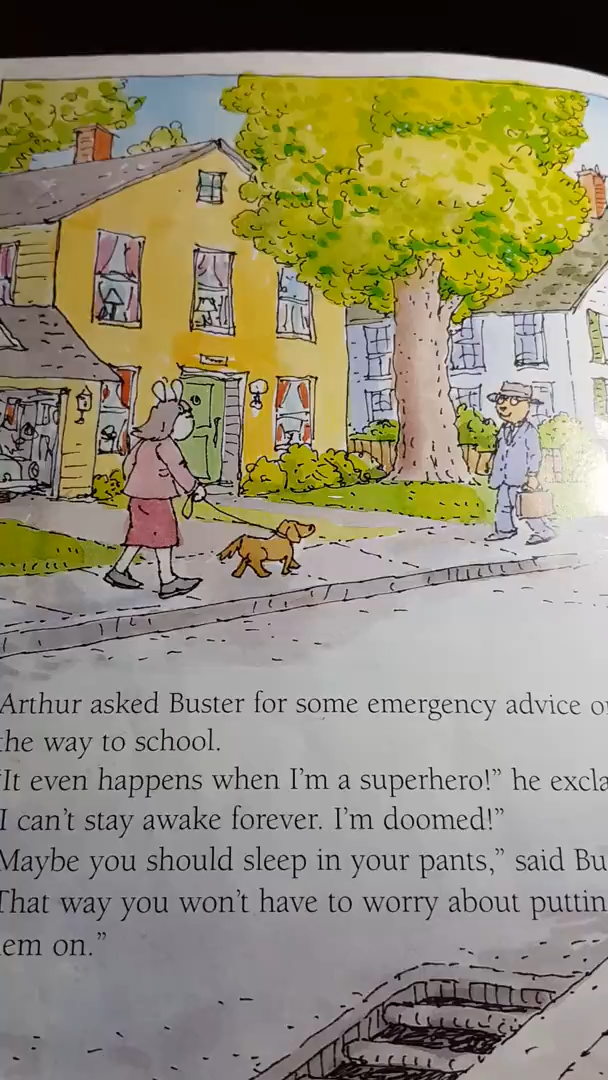 Arthur asked Buster for some emergency advice o
the way to school.
"It even happens when I'm a superhero!" he excla
I can't stay awake forever. I'm doomed!"
Maybe you should sleep in your pants," said Bu
That way you won't have to worry about puttin
em on."